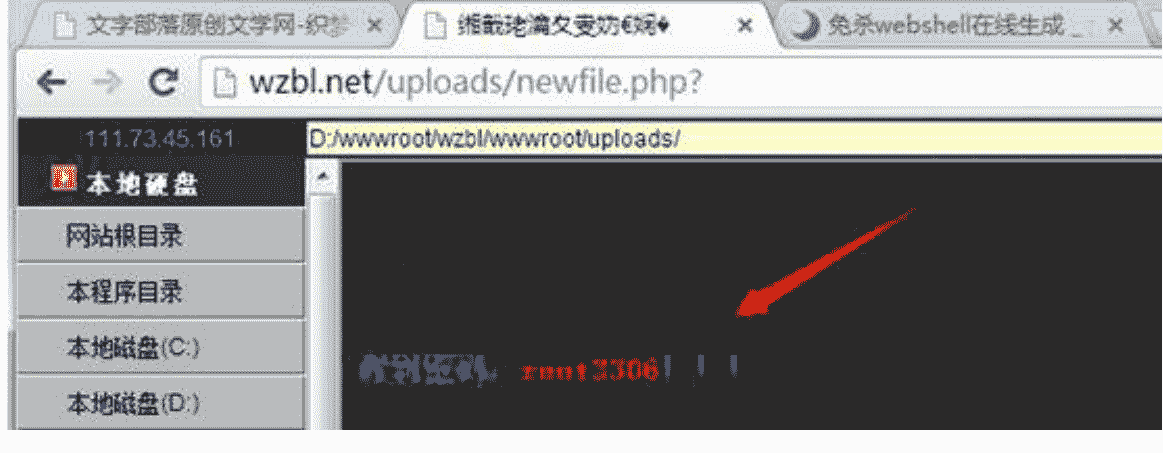 文字部落原创文学网-织梦
免杀webshell在线生成 _
wzbl.net/uploads/newfile.php?
111.73.45.161
D:/wwwroot/wzbl/wwwroot/uploads/
本地硬盘
网站根目录
本程序目录
本地磁盘(C:)
本地磁盘(D:)
root3306! ! !